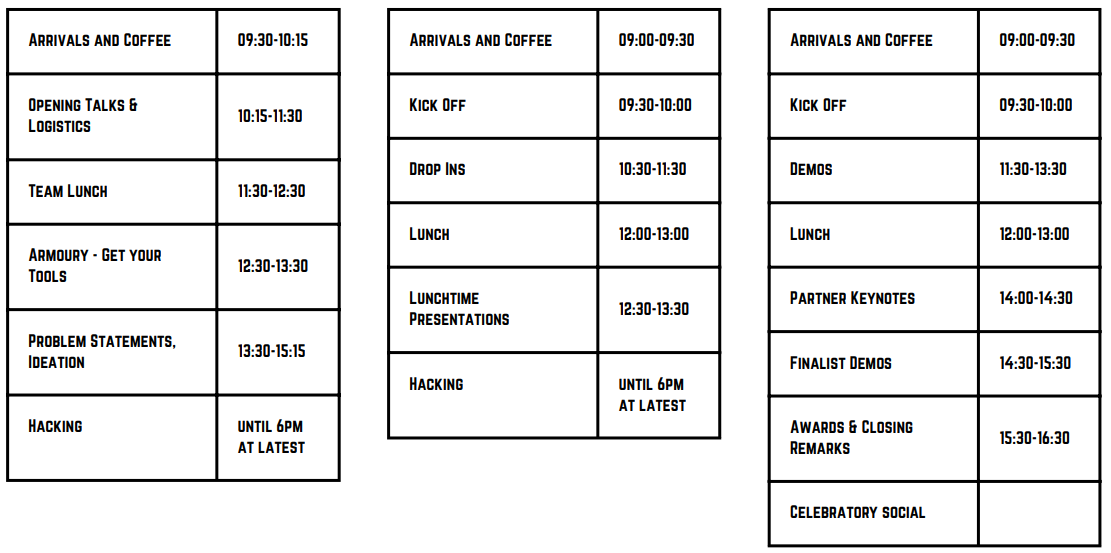 Arrivals and Coffee 09:30-10:15
Opening Talks &
Logistics
10:15-11:30
Team Lunch 11:30-12:30
Armoury - Get your
Tools
12:30-13:30
Problem Statements,
Ideation
13:30-15:15
Hacking
until 6pm
at latest
Arrivals and Coffee 09:00-09:30
Kick Off 09:30-10:00
Drop Ins 10:30-11:30
Lunch 12:00-13:00
Lunchtime
Presentations
12:30-13:30
Hacking
until 6pm
at latest
Arrivals and Coffee 09:00-09:30
Kick Off 09:30-10:00
Demos 11:30-13:30
Lunch 12:00-13:00
Partner Keynotes 14:00-14:30
Finalist Demos 14:30-15:30
Awards & Closing
Remarks
15:30-16:30
Celebratory social